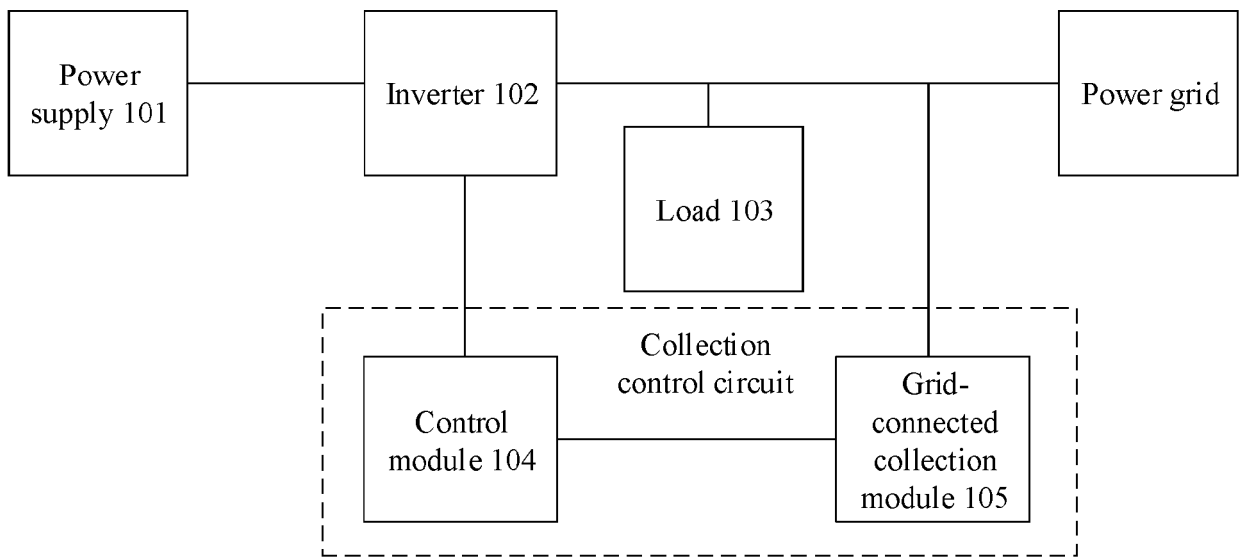 Power
supply 101
Inverter 102
Power grid
Load 103
Collection
control circuit
Control
module 104
Grid-
connected
collection
module 105